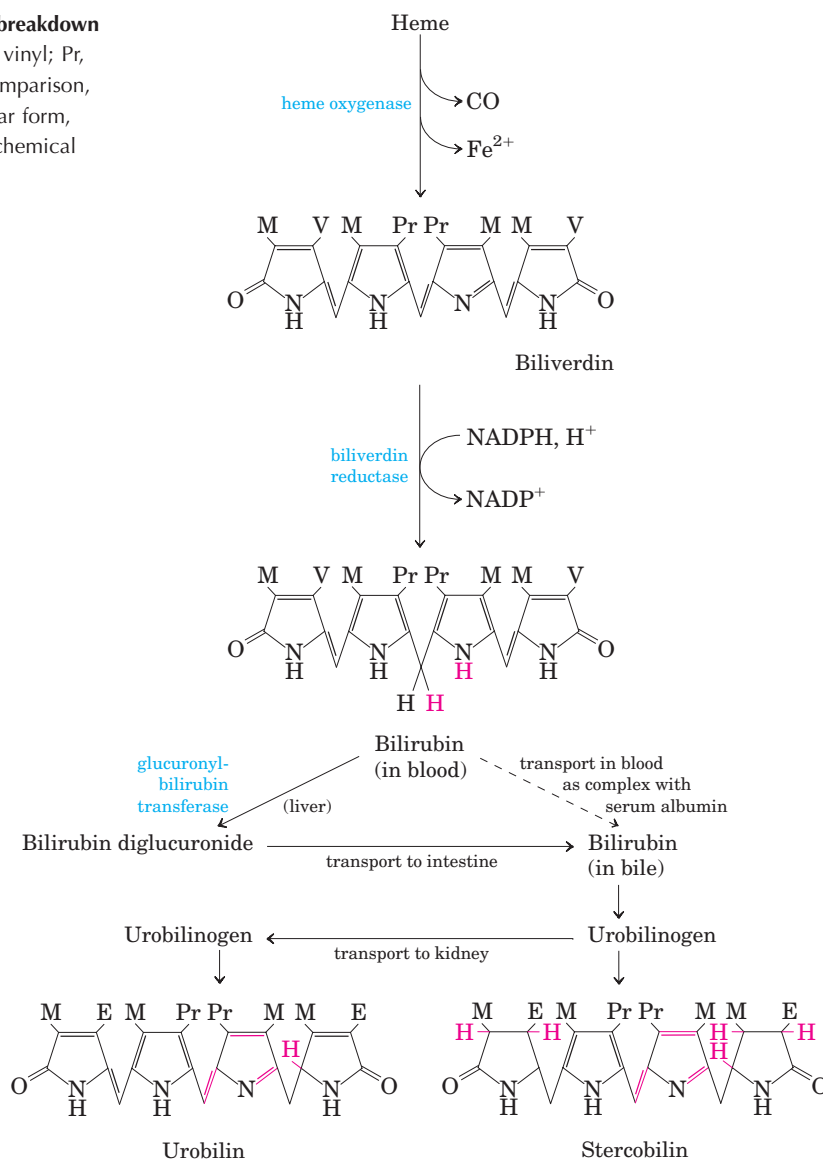 breakdown
vinyl; Pr,
mparison,
ar form,
chemical
Heme
heme oxygenase
CO
Fe²⁺
M V M Pr Pr M M V
O N H N H N N H O
Biliverdin
biliverdin
reductase
NADPH, H⁺
NADP⁺
M V M Pr Pr M M V
O N H N H N H N H O
H H
Bilirubin
(in blood)
glucuronyl-
bilirubin
transferase
(liver)
transport in blood
as complex with
serum albumin
Bilirubin diglucuronide
transport to intestine
Bilirubin
(in bile)
Urobilinogen
transport to kidney
Urobilinogen
M E M Pr Pr M M E
H
O N H N H N N H O
Urobilin
M E M Pr Pr M M E
H H H H
H
O N H N H N N H O
Stercobilin